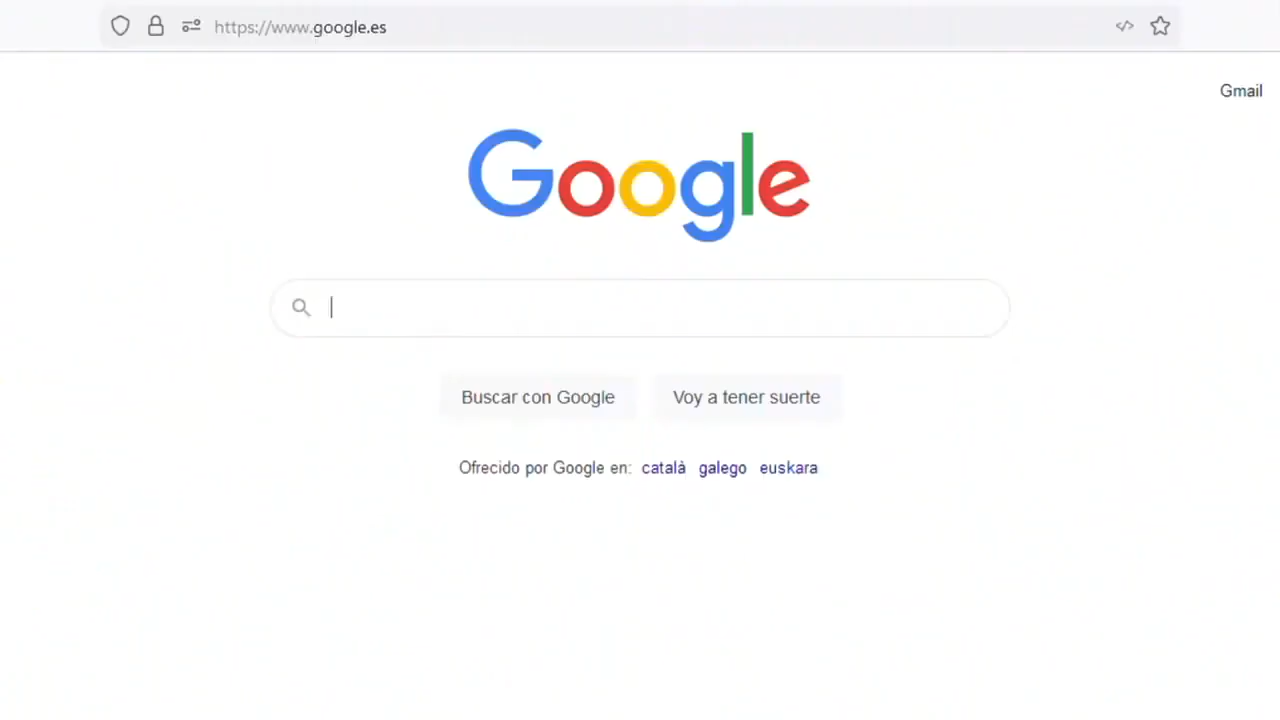 https://www.google.es
Gmail
Google
Buscar con Google
Voy a tener suerte
Ofrecido por Google en: català galego euskara